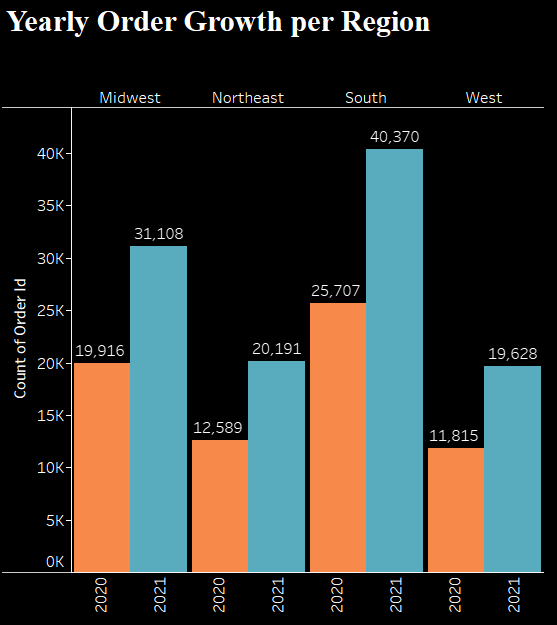 Yearly Order Growth per Region
Midwest Northeast South West
Count of Order Id
40K
35K
30K
25K
20K
15K
10K
5K
0K
19,916
31,108
12,589
20,191
25,707
40,370
11,815
19,628
2020 2021 2020 2021 2020 2021 2020 2021